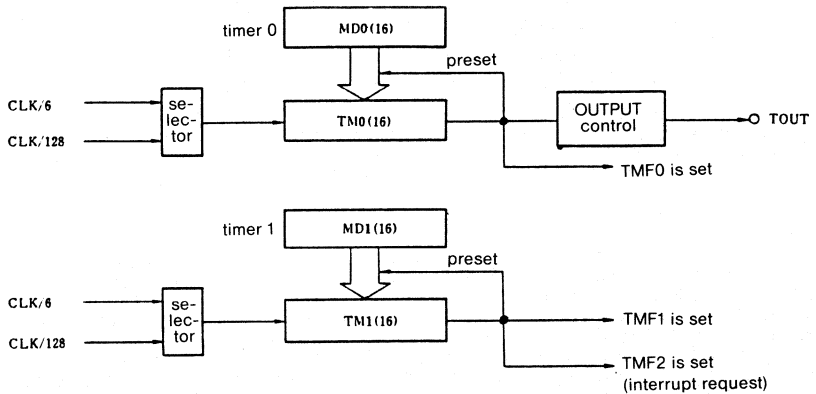 timer 0
MD0(16)
preset
CLK/6
CLK/128
se-
lec-
tor
TM0(16)
OUTPUT
control
TOUT
TMF0 is set
timer 1
MD1(16)
preset
CLK/6
CLK/128
se-
lec-
tor
TM1(16)
TMF1 is set
TMF2 is set
(interrupt request)